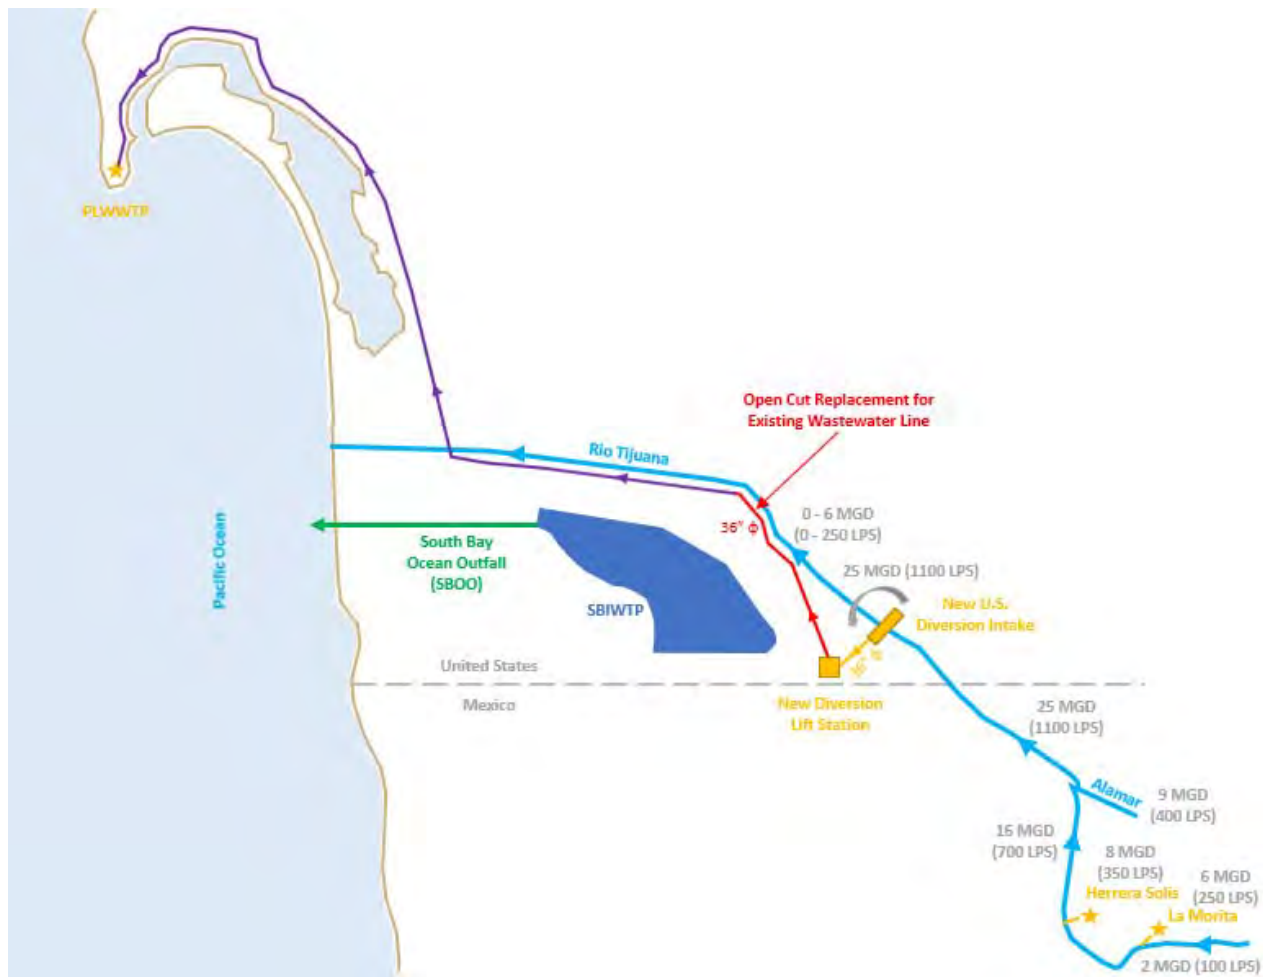 PLWWTP
Open Cut Replacement for
Existing Wastewater Line
Rio Tijuana
36" ϕ
0 - 6 MGD
(0 - 250 LPS)
Pacific Ocean
South Bay
Ocean Outfall
(SBOO)
25 MGD (1100 LPS)
SBIWTP
New U.S.
Diversion Intake
36" ϕ
United States
Mexico
New Diversion
Lift Station
25 MGD
(1100 LPS)
Alamar
9 MGD
(400 LPS)
16 MGD
(700 LPS)
8 MGD
(350 LPS)
Herrera Solis
6 MGD
(250 LPS)
La Morita
2 MGD (100 LPS)